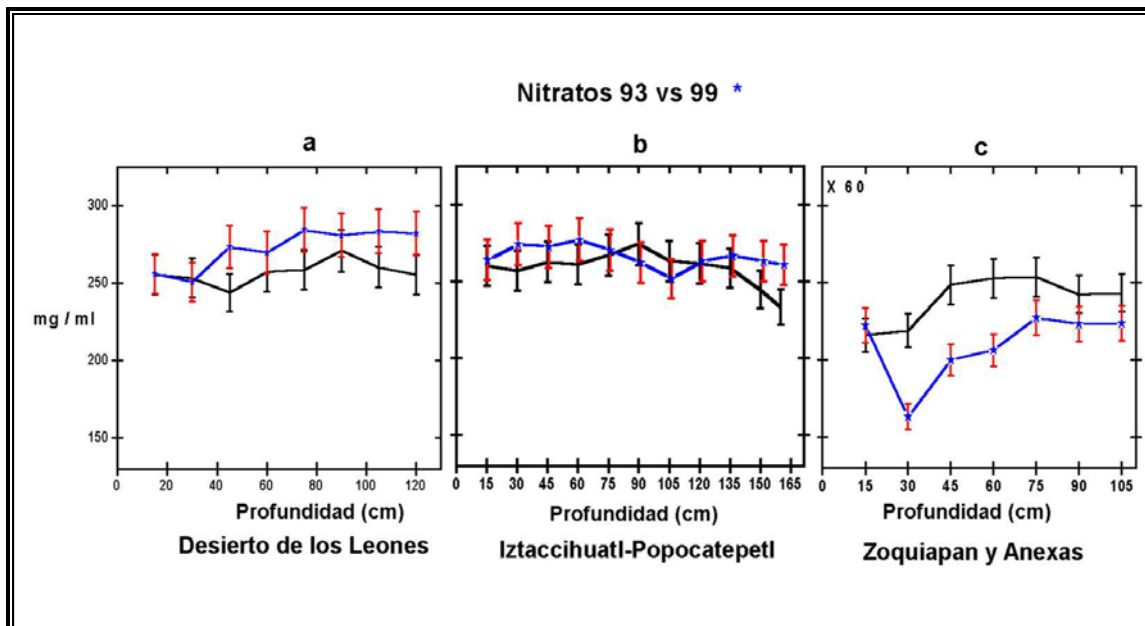 Nitratos 93 vs 99 *
a
b
c
X 60
300
250
200
150
mg / ml
0 20 40 60 80 100 120
0 15 30 45 60 75 90 105 120 135 150 165
0 15 30 45 60 75 90 105
Profundidad (cm)
Profundidad (cm)
Profundidad (cm)
Desierto de los Leones
Iztaccihuatl-Popocatepetl
Zoquiapan y Anexas